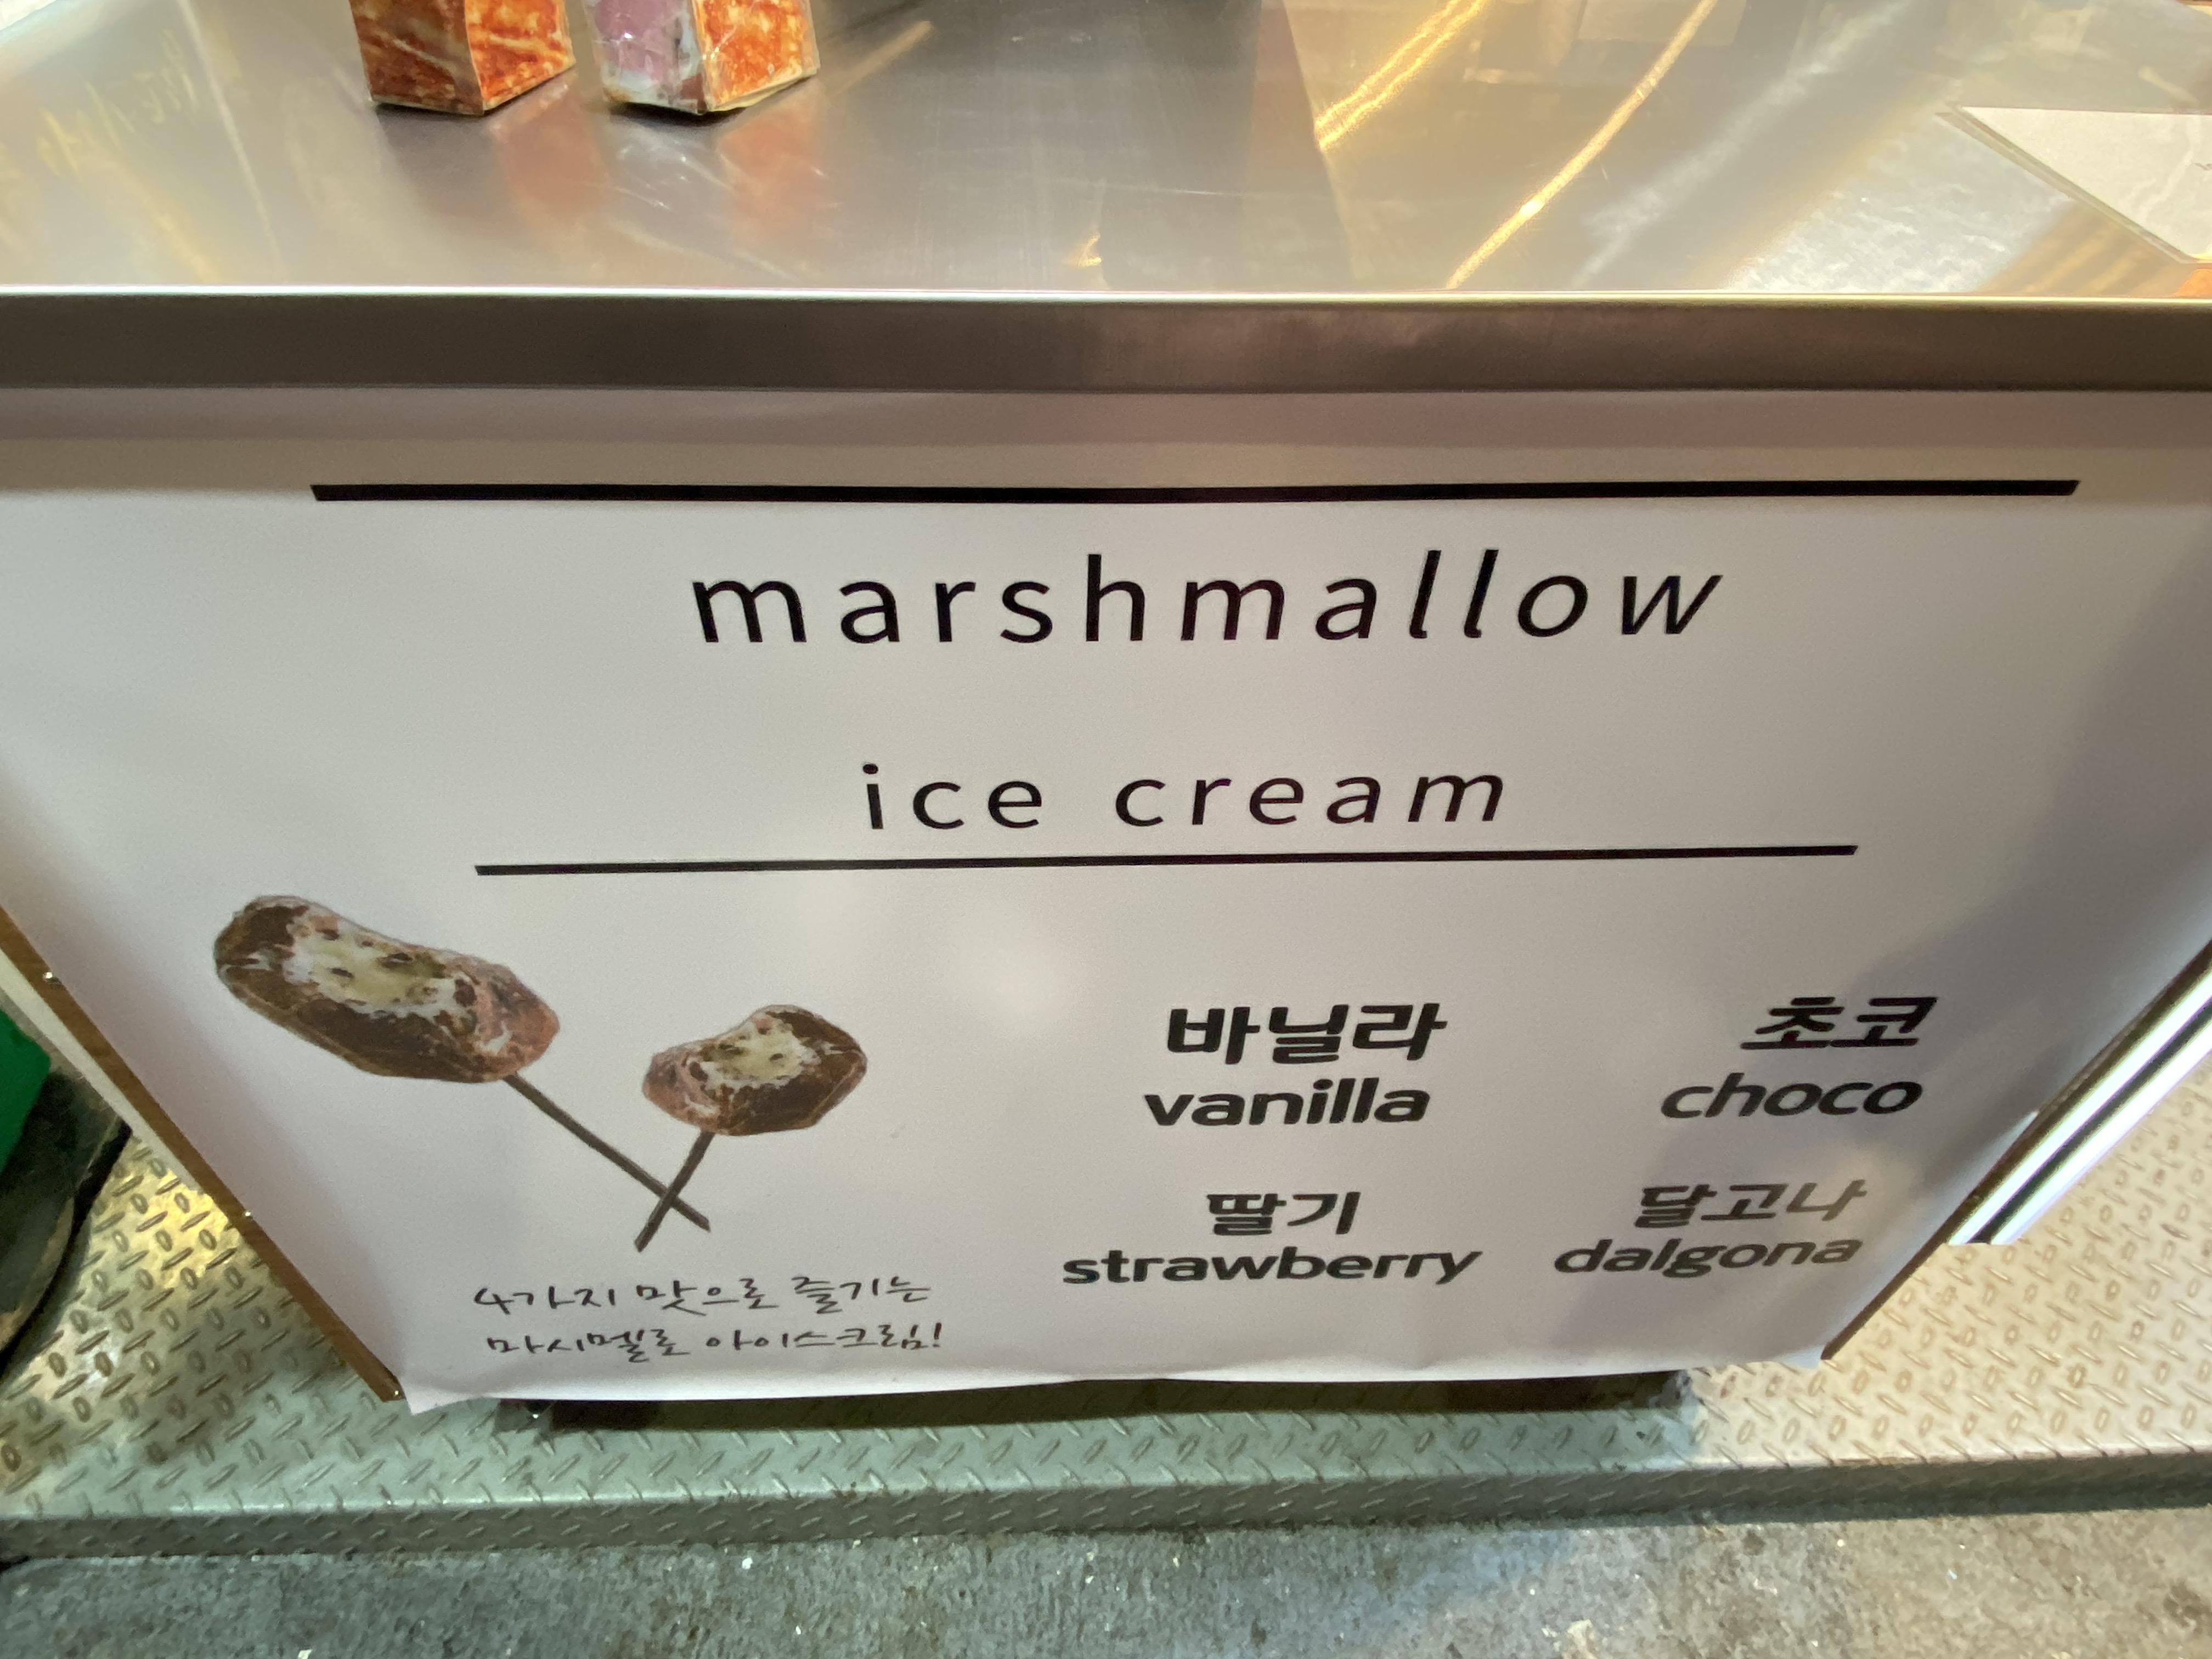 marshmallow
ice cream
바닐라 초코
vanilla choco
딸기 달고나
strawberry dalgona
4가지 맛으로 즐기는
마시멜로 아이스크림!